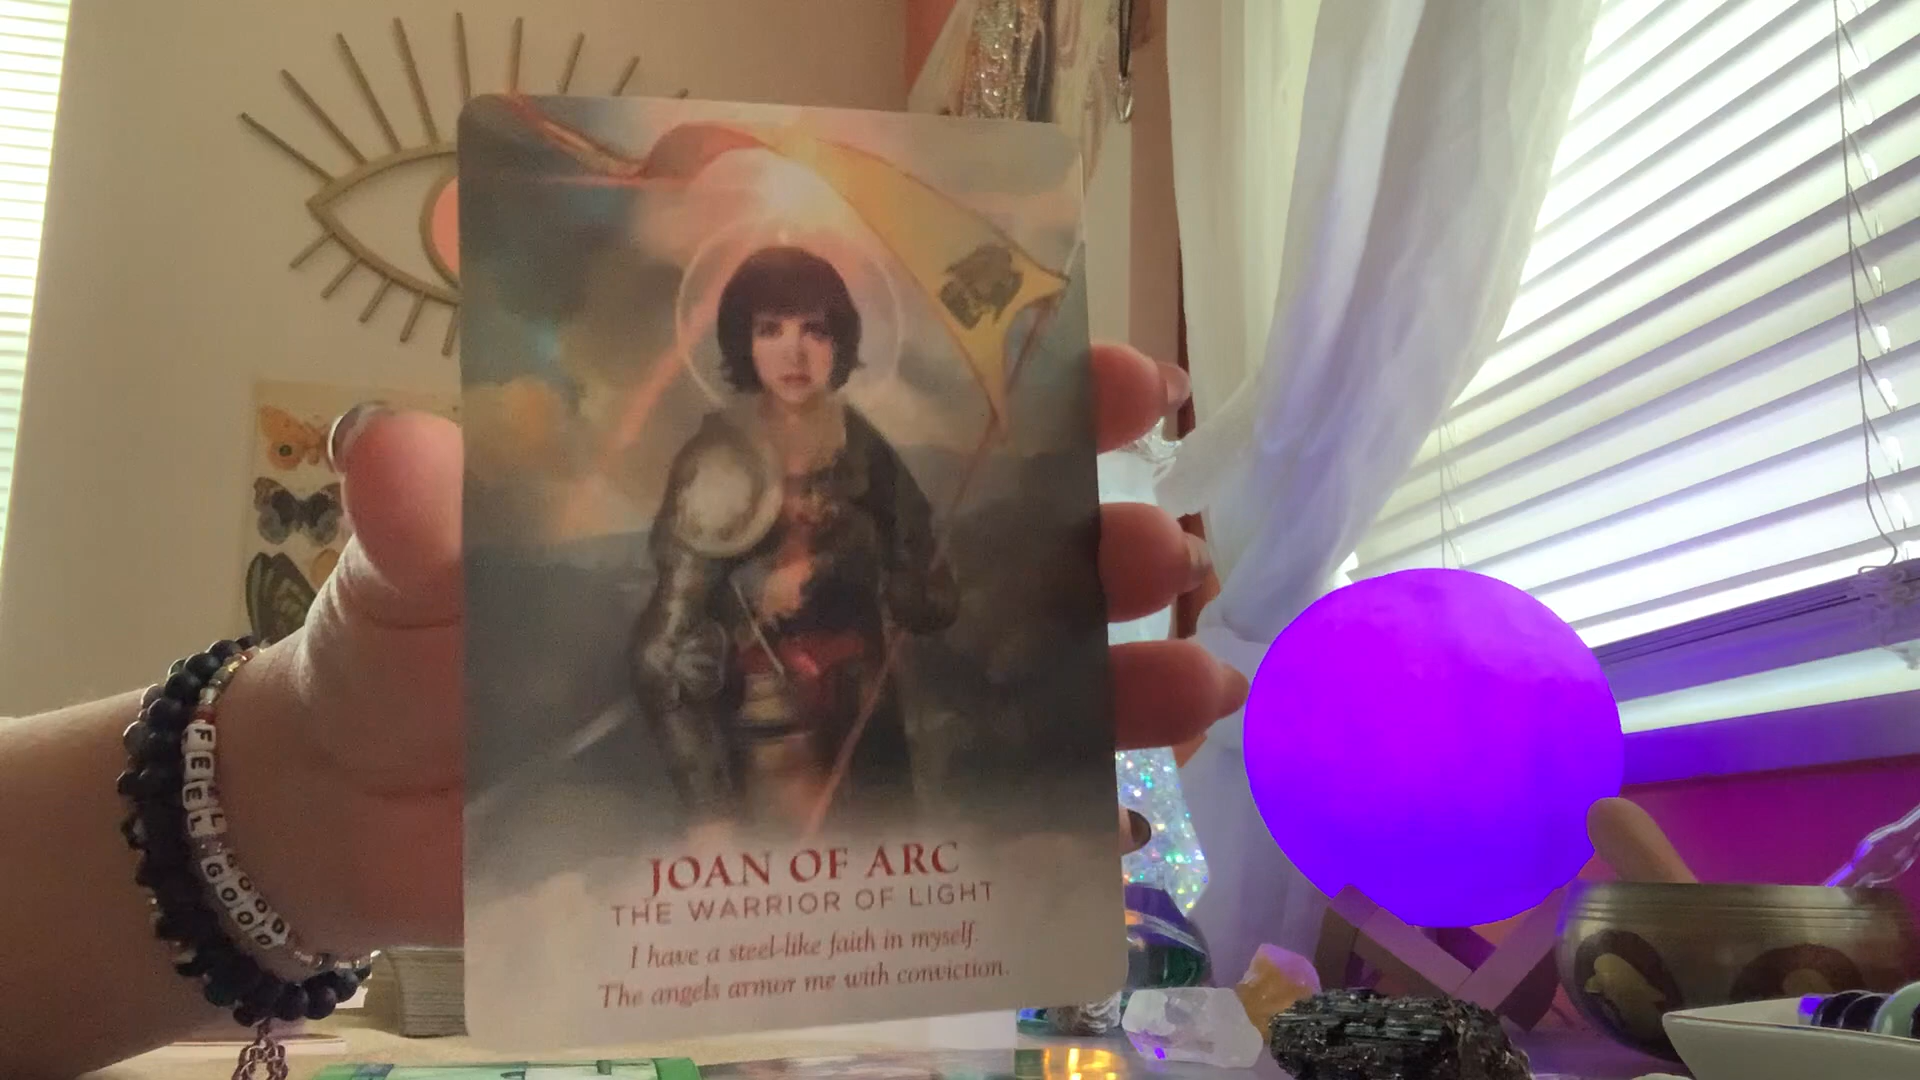 JOAN OF ARC
THE WARRIOR OF LIGHT
I have a steel-like faith in myself.
The angels armor me with conviction.
FEEL GOOD